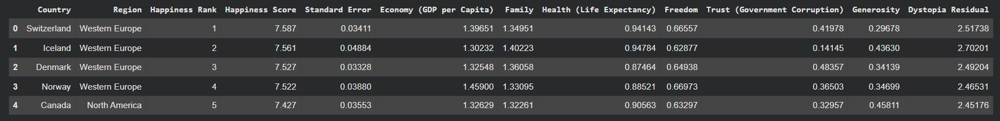 Country Region Happiness Rank Happiness Score Standard Error Economy (GDP per Capita) Family Health (Life Expectancy) Freedom Trust (Government Corruption) Generosity Dystopia Residual
0 Switzerland Western Europe 1 7.587 0.03411 1.39651 1.34951 0.94143 0.66557 0.41978 0.29678 2.51738
1 Iceland Western Europe 2 7.561 0.04884 1.30232 1.40223 0.94784 0.62877 0.14145 0.43630 2.70201
2 Denmark Western Europe 3 7.527 0.03328 1.32548 1.36058 0.87464 0.64938 0.48357 0.34139 2.49204
3 Norway Western Europe 4 7.522 0.03880 1.45900 1.33095 0.88521 0.66973 0.36503 0.34699 2.46531
4 Canada North America 5 7.427 0.03553 1.32629 1.32261 0.90563 0.63297 0.32957 0.45811 2.45176